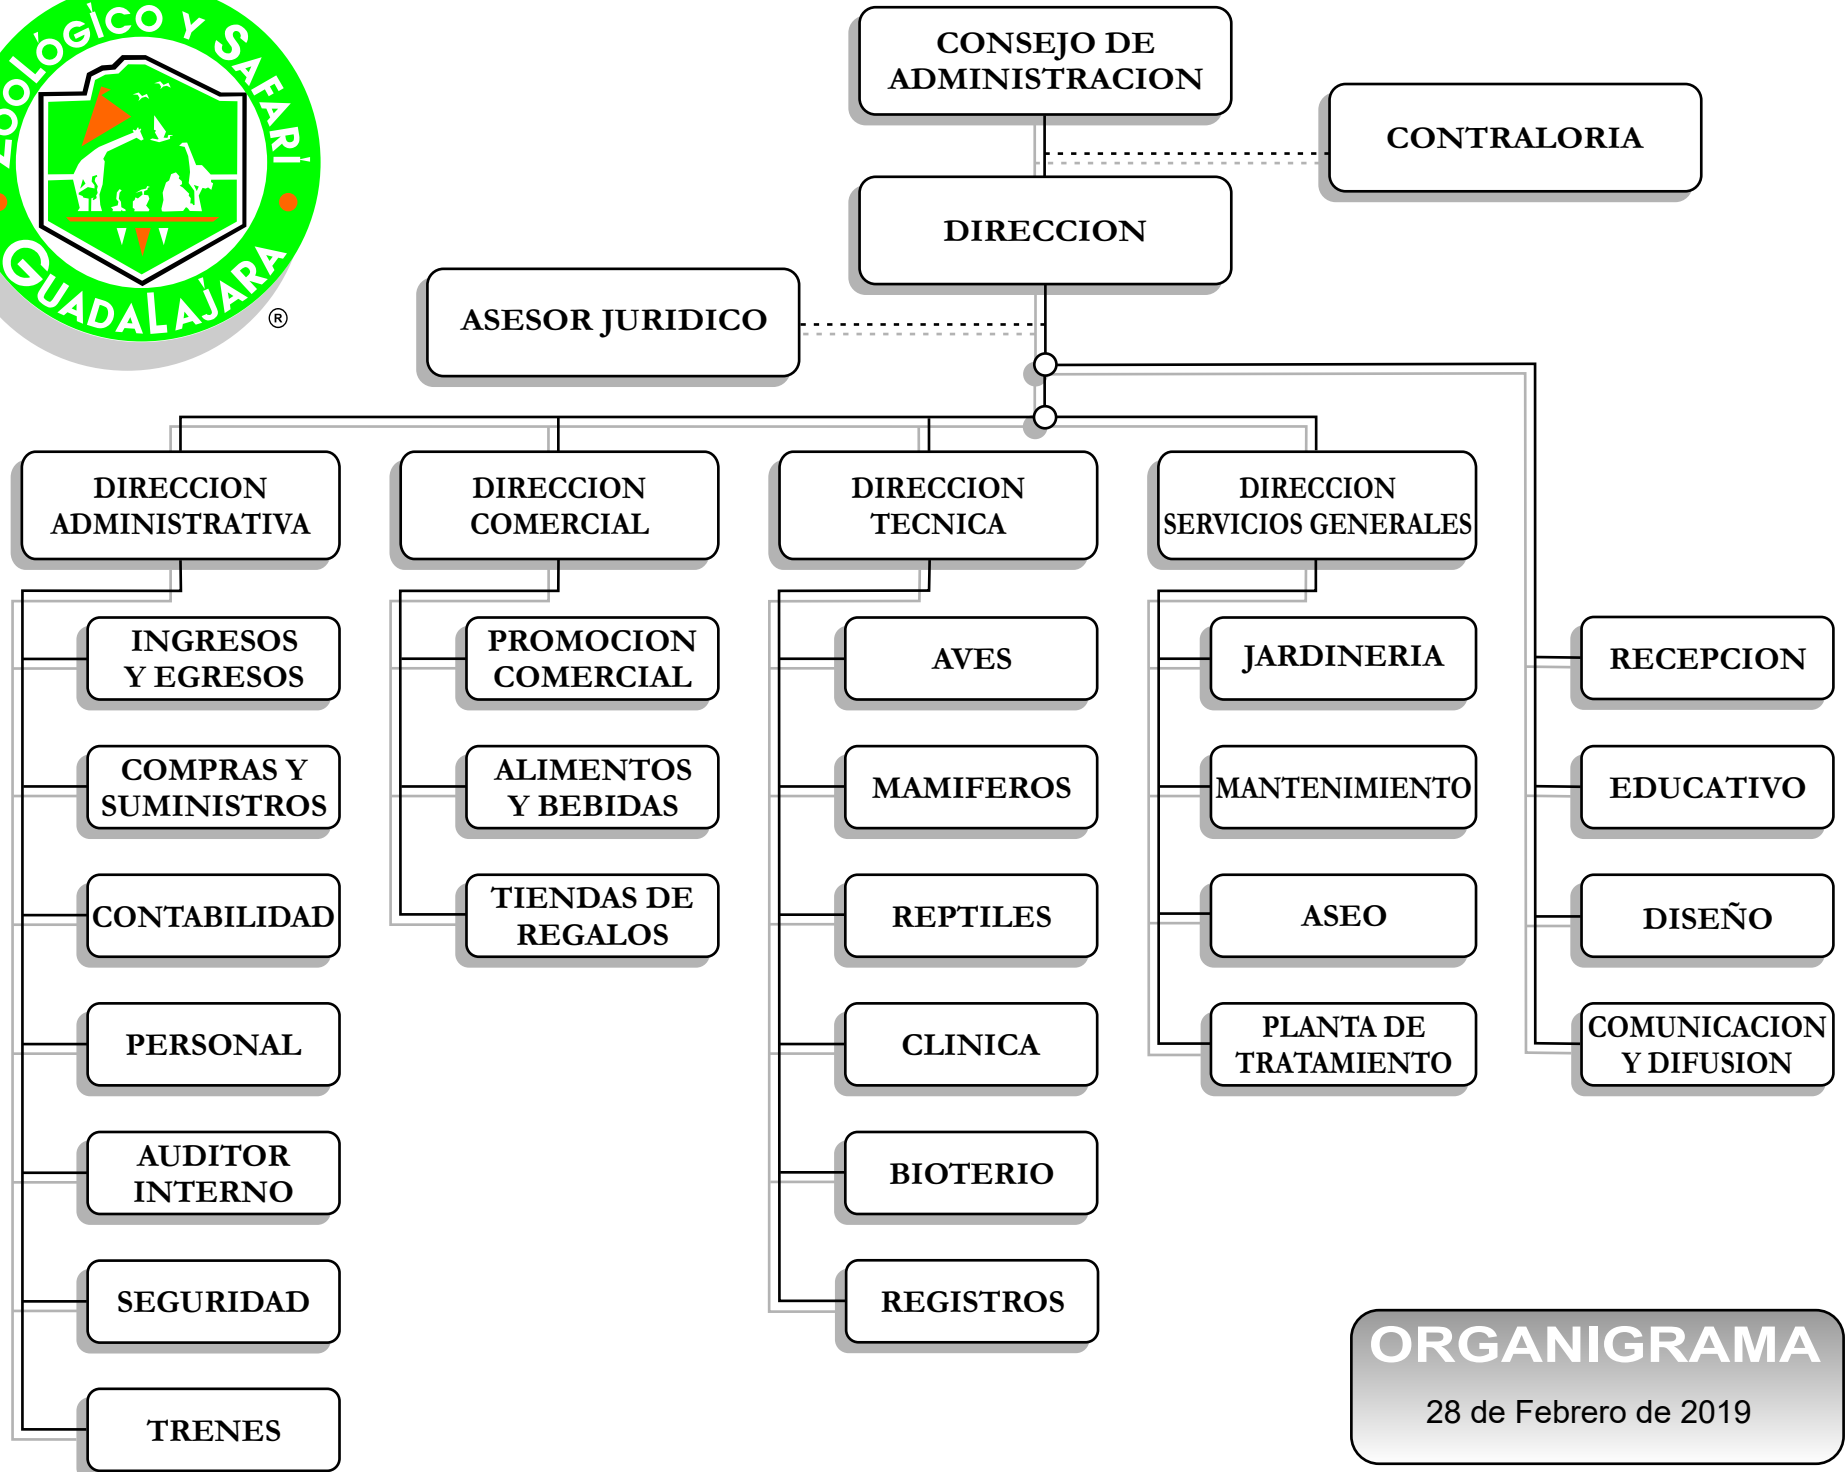 ZOOLÓGICO Y SAFARI
GUADALAJARA
®
CONSEJO DE
ADMINISTRACION
CONTRALORIA
DIRECCION
ASESOR JURIDICO
DIRECCION
ADMINISTRATIVA
DIRECCION
COMERCIAL
DIRECCION
TECNICA
DIRECCION
SERVICIOS GENERALES
INGRESOS
Y EGRESOS
COMPRAS Y
SUMINISTROS
CONTABILIDAD
PERSONAL
AUDITOR
INTERNO
SEGURIDAD
TRENES
PROMOCION
COMERCIAL
ALIMENTOS
Y BEBIDAS
TIENDAS DE
REGALOS
AVES
MAMIFEROS
REPTILES
CLINICA
BIOTERIO
REGISTROS
JARDINERIA
MANTENIMIENTO
ASEO
PLANTA DE
TRATAMIENTO
RECEPCION
EDUCATIVO
DISEÑO
COMUNICACION
Y DIFUSION
ORGANIGRAMA
28 de Febrero de 2019